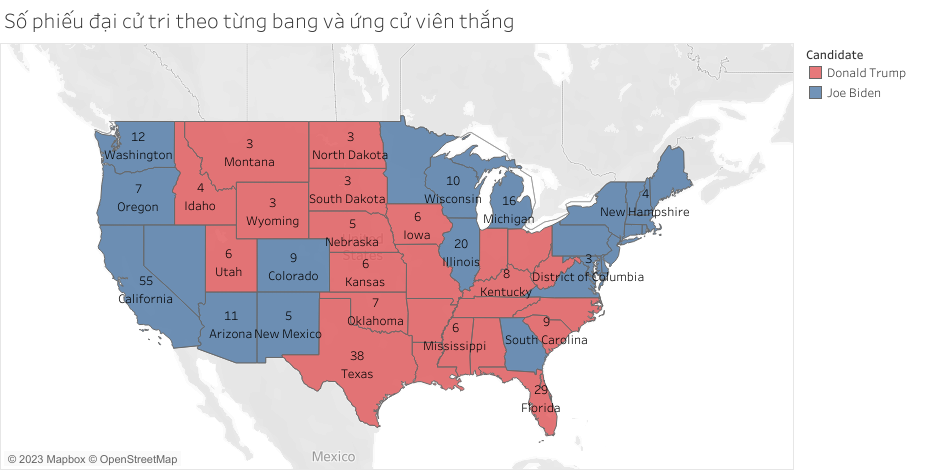 Số phiếu đại cử tri theo từng bang và ứng cử viên thắng
Candidate
Donald Trump
Joe Biden
12
Washington
3
Montana
3
North Dakota
7
Oregon
4
Idaho
3
South Dakota
10
Wisconsin
16
Michigan
4
New Hampshire
3
Wyoming
5
Nebraska
6
Iowa
20
Illinois
6
Utah
9
Colorado
United
States
6
Kansas
8
Kentucky
3
District of Columbia
55
California
11
Arizona
5
New Mexico
7
Oklahoma
6
Mississippi
9
South Carolina
38
Texas
29
Florida
Mexico
© 2023 Mapbox © OpenStreetMap